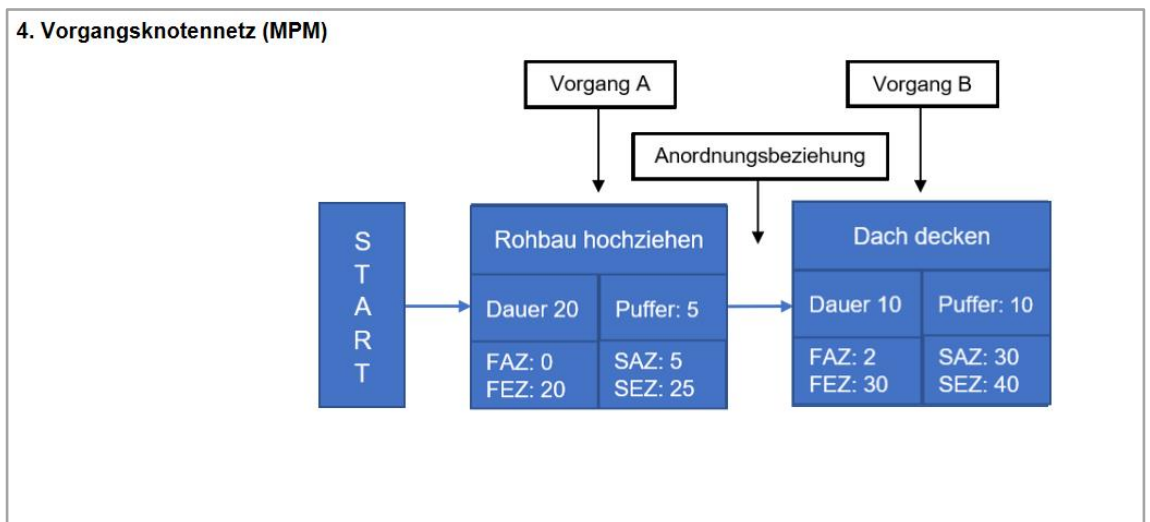 4. Vorgangsknotennetz (MPM)
Vorgang A
Vorgang B
Anordnungsbeziehung
START
Rohbau hochziehen
Dauer 20
Puffer: 5
FAZ: 0
FEZ: 20
SAZ: 5
SEZ: 25
Dach decken
Dauer 10
Puffer: 10
FAZ: 2
FEZ: 30
SAZ: 30
SEZ: 40